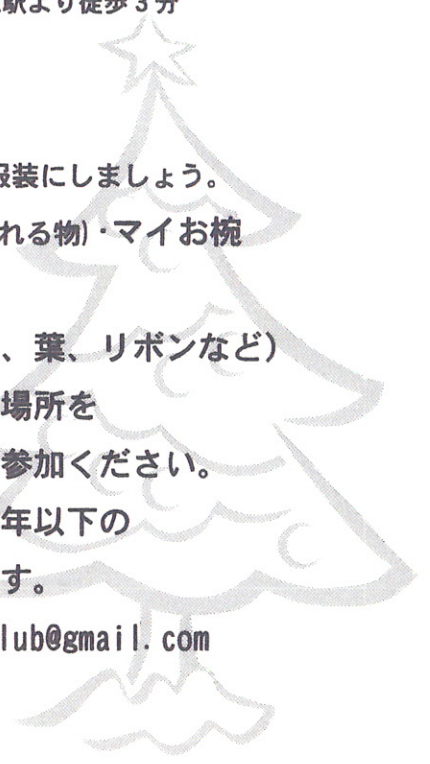 駅より徒歩3分
服装にしましょう。
れる物)・マイお椀
、葉、リボンなど)
場所を
参加ください。
年以下の
す。
lub@gmail.com